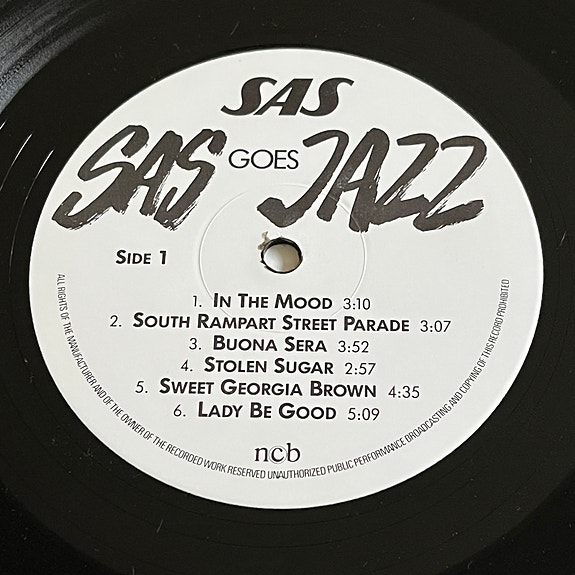 SAS
SAS GOES JAZZ
SIDE 1
1. IN THE MOOD 3:10
2. SOUTH RAMPART STREET PARADE 3:07
3. BUONA SERA 3:52
4. STOLEN SUGAR 2:57
5. SWEET GEORGIA BROWN 4:35
6. LADY BE GOOD 5:09
ncb
ALL RIGHTS OF THE MANUFACTURER AND OF THE OWNER OF THE RECORDED WORK RESERVED UNAUTHORIZED PUBLIC PERFORMANCE BROADCASTING AND COPYING OF THIS RECORD PROHIBITED